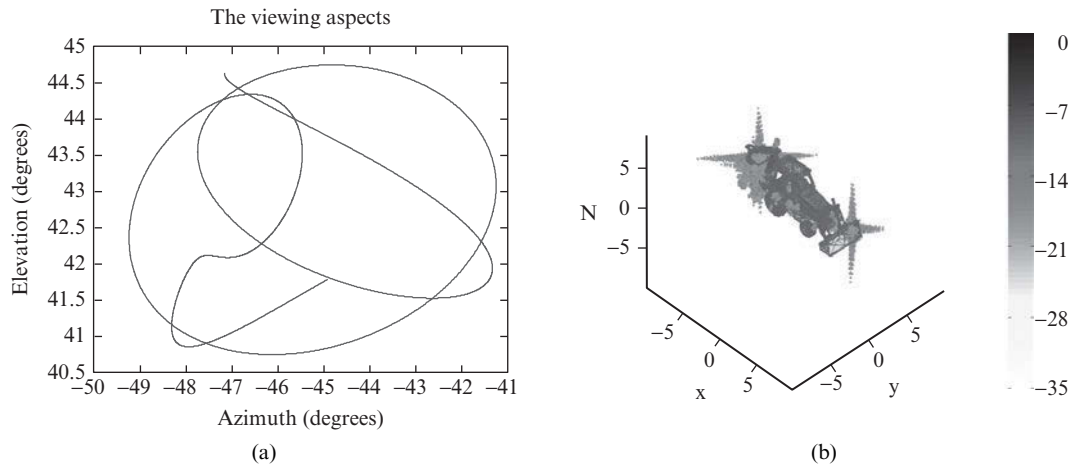 The viewing aspects
45
44.5
44
43.5
43
42.5
42
41.5
41
40.5
Elevation (degrees)
−50 −49 −48 −47 −46 −45 −44 −43 −42 −41
Azimuth (degrees)
(a)
5
0
−5
N
−5
0
5
x
−5
0
5
y
0
−7
−14
−21
−28
−35
(b)